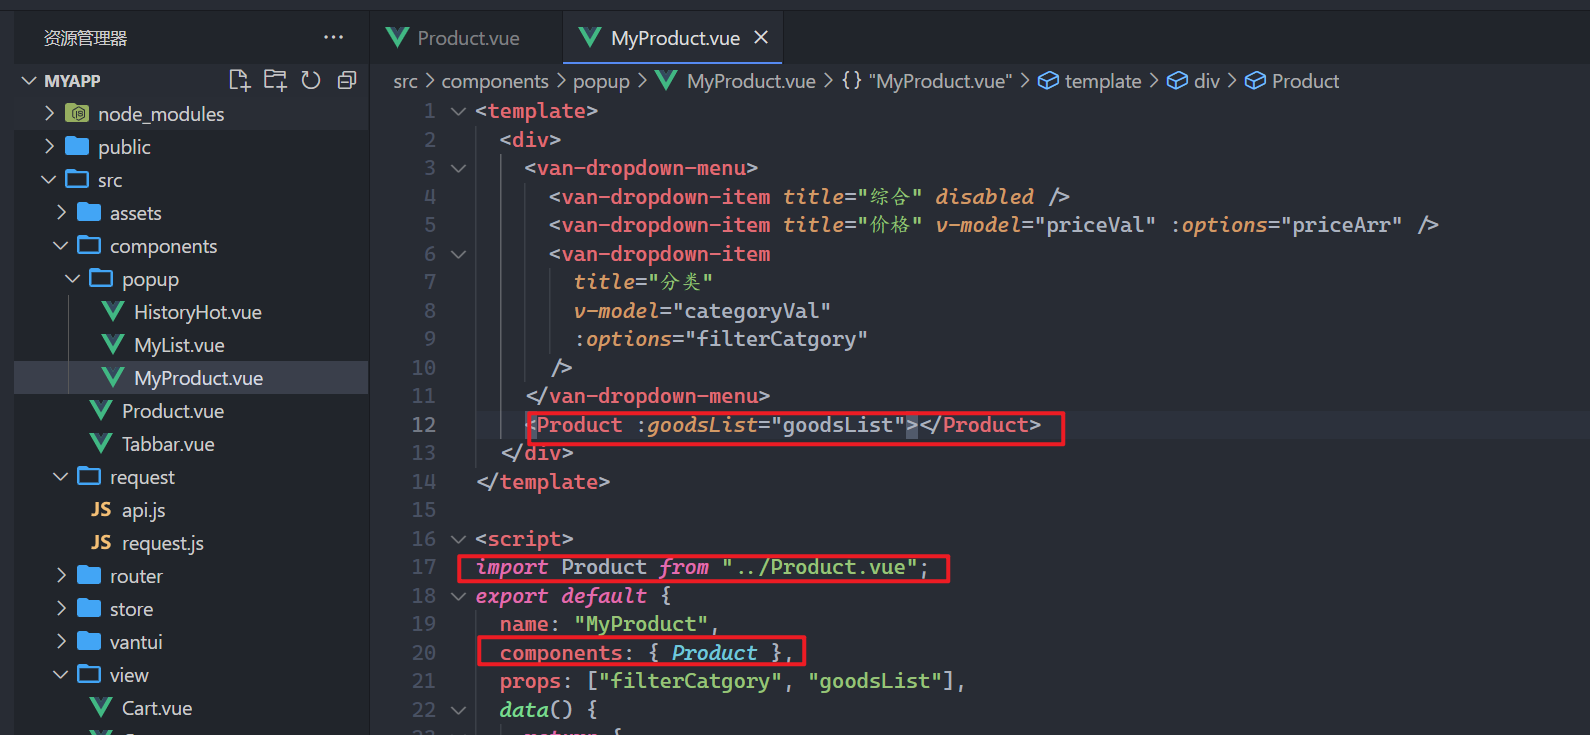 资源管理器 ···
MYAPP
node_modules
public
src
assets
components
popup
HistoryHot.vue
MyList.vue
MyProduct.vue
Product.vue
Tabbar.vue
request
JS api.js
JS request.js
router
store
vantui
view
Cart.vue
Product.vue MyProduct.vue ×
src > components > popup > MyProduct.vue > {} "MyProduct.vue" > template > div > Product
1 <template>
2 <div>
3 <van-dropdown-menu>
4 <van-dropdown-item title="综合" disabled />
5 <van-dropdown-item title="价格" v-model="priceVal" :options="priceArr" />
6 <van-dropdown-item
7 title="分类"
8 v-model="categoryVal"
9 :options="filterCatgory"
10 />
11 </van-dropdown-menu>
12 <Product :goodsList="goodsList"></Product>
13 </div>
14 </template>
15
16 <script>
17 import Product from "../Product.vue";
18 export default {
19 name: "MyProduct",
20 components: { Product },
21 props: ["filterCatgory", "goodsList"],
22 data() {